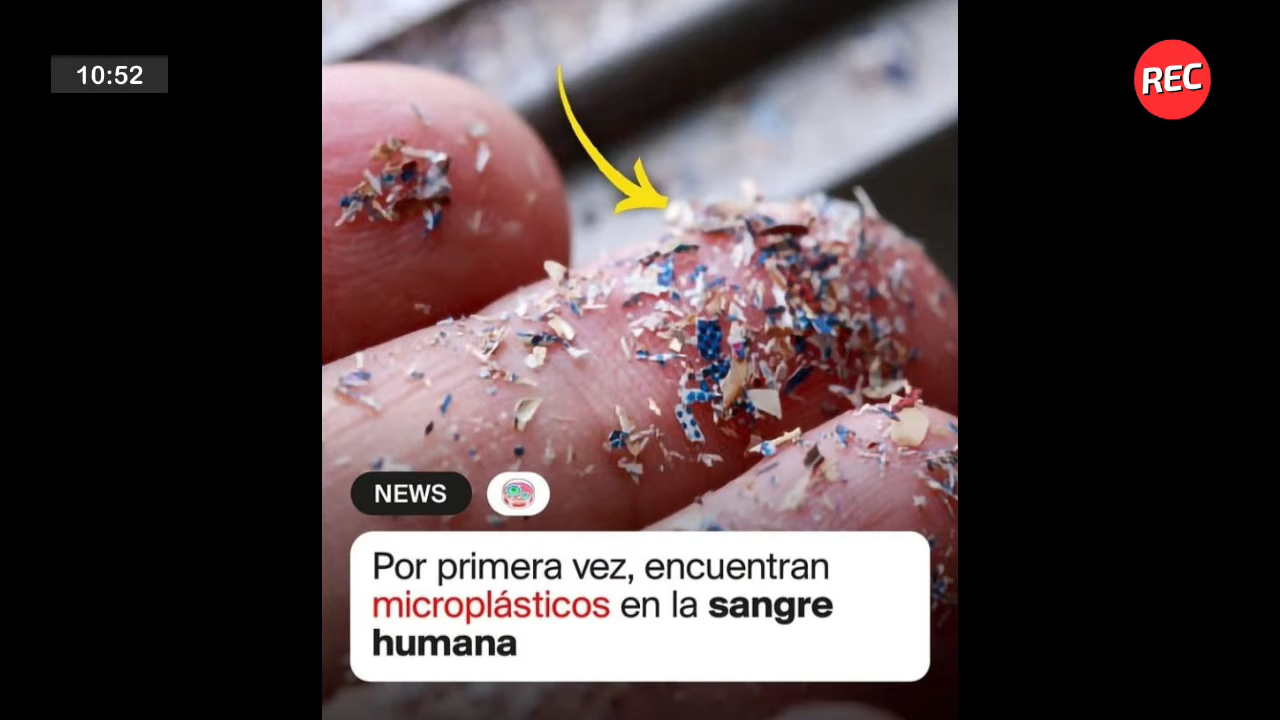 10:52
REC
NEWS
Por primera vez, encuentran
microplásticos en la sangre
humana